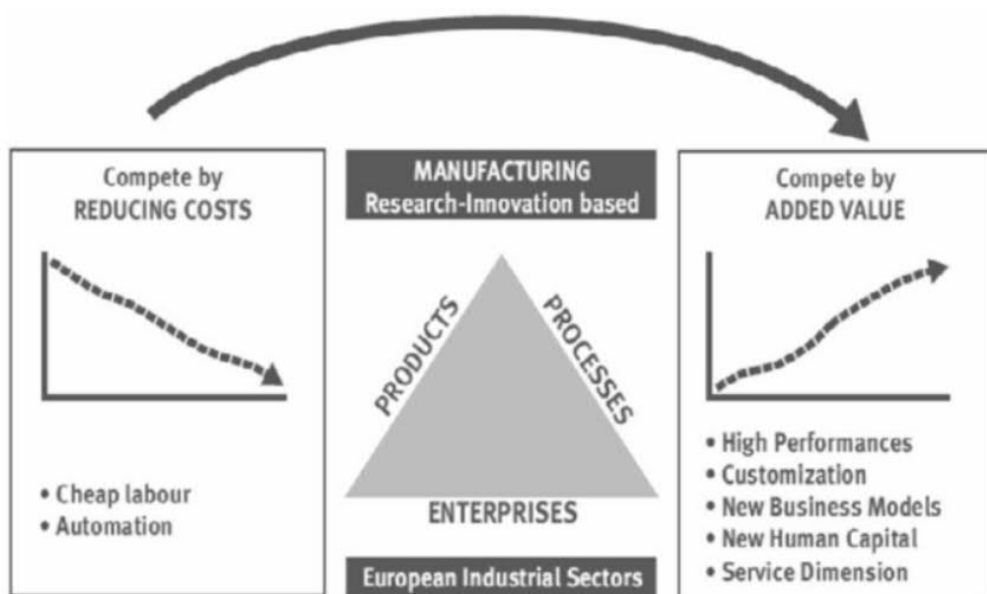 Compete by
REDUCING COSTS
• Cheap labour
• Automation
MANUFACTURING
Research-Innovation based
PRODUCTS
PROCESSES
ENTERPRISES
European Industrial Sectors
Compete by
ADDED VALUE
• High Performances
• Customization
• New Business Models
• New Human Capital
• Service Dimension